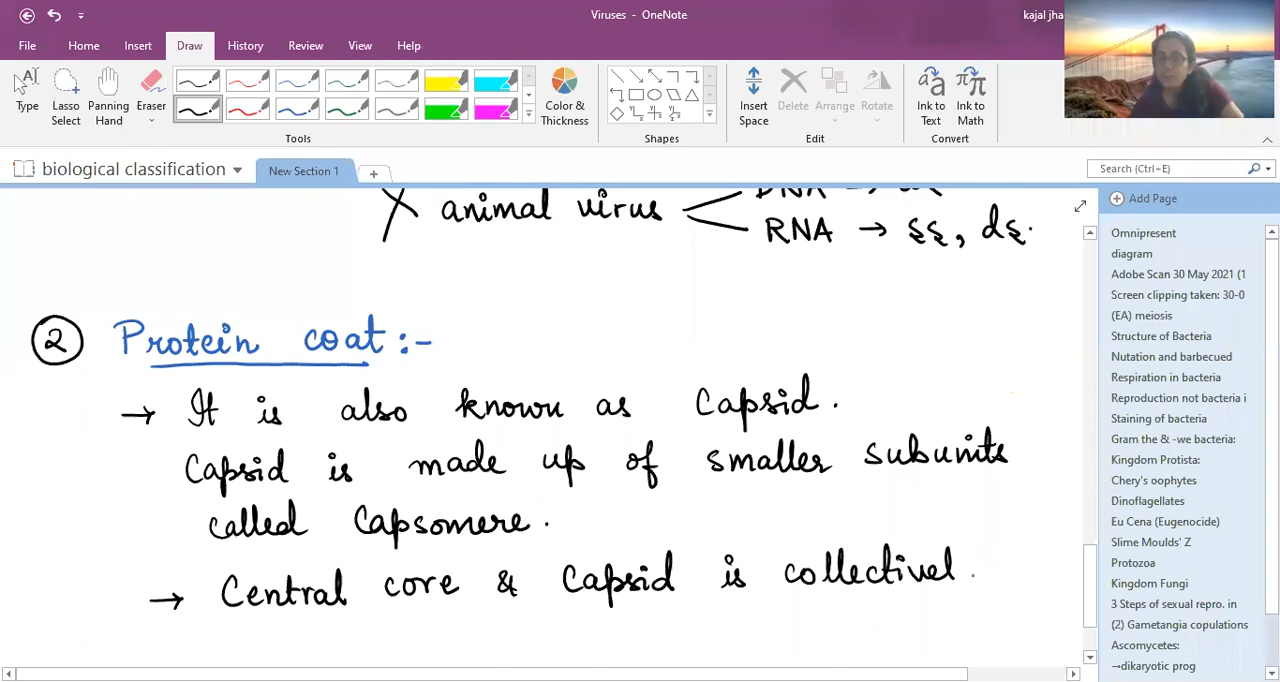 Viruses - OneNote
kajal jha
File Home Insert Draw History Review View Help
Type
Lasso Select
Panning Hand
Eraser
Color & Thickness
Insert Space
Delete
Arrange
Rotate
Ink to Text
Ink to Math
Tools
Shapes
Edit
Convert
biological classification
New Section 1
Search (Ctrl+E)
animal virus
DNA →
RNA → ss, ds.
2 Protein coat :-
→ It is also known as Capsid.
Capsid is made up of smaller subunits
called Capsomere.
→ Central core & Capsid is collectivel
Add Page
Omnipresent
diagram
Adobe Scan 30 May 2021 (1
Screen clipping taken: 30-0
(EA) meiosis
Structure of Bacteria
Nutation and barbecued
Respiration in bacteria
Reproduction not bacteria i
Staining of bacteria
Gram the & -we bacteria:
Kingdom Protista:
Chery's oophytes
Dinoflagellates
Eu Cena (Eugenocide)
Slime Moulds' Z
Protozoa
Kingdom Fungi
3 Steps of sexual repro. in
(2) Gametangia copulations
Ascomycetes:
→dikaryotic prog